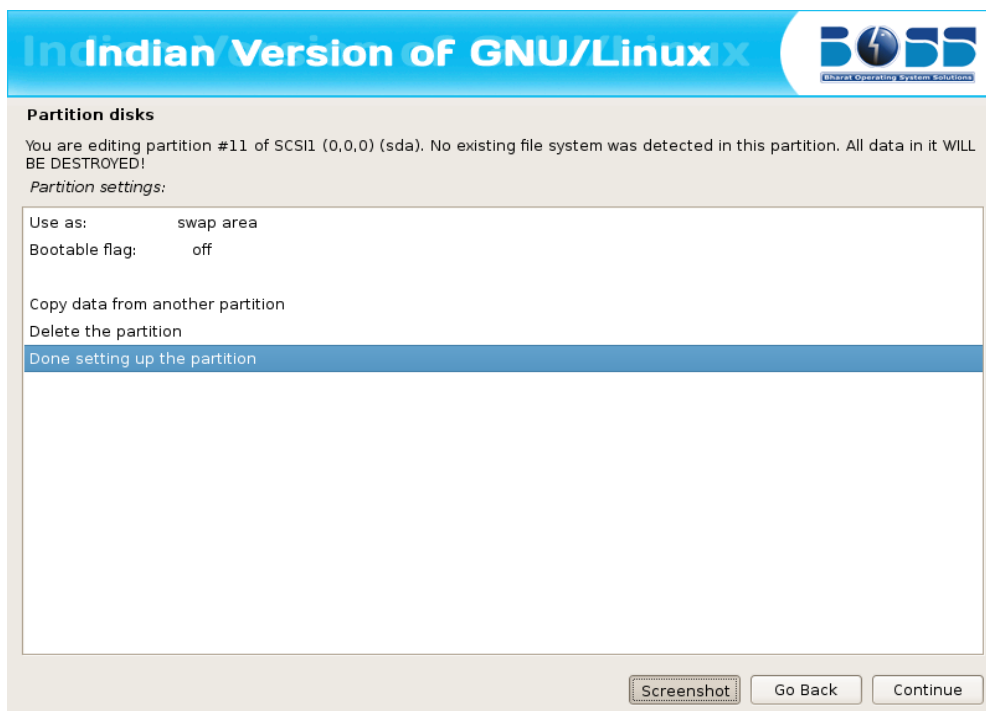 Indian Version of GNU/Linux
BOSS
Bharat Operating System Solutions
Partition disks
You are editing partition #11 of SCSI1 (0,0,0) (sda). No existing file system was detected in this partition. All data in it WILL
BE DESTROYED!
Partition settings:
Use as: swap area
Bootable flag: off
Copy data from another partition
Delete the partition
Done setting up the partition
Screenshot Go Back Continue